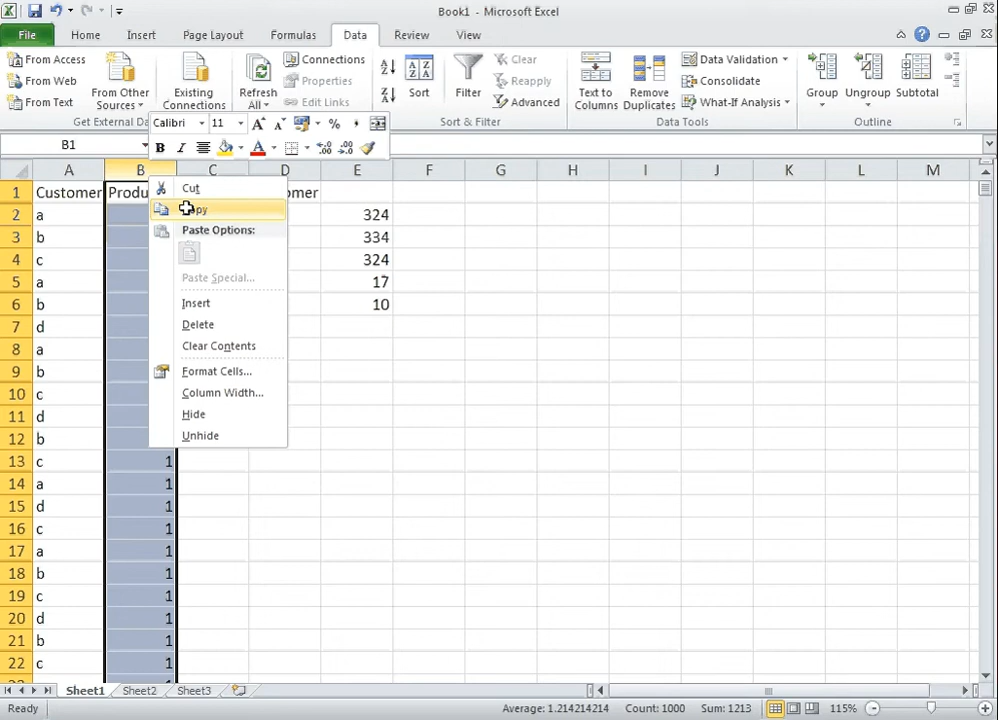 Book1 - Microsoft Excel
File Home Insert Page Layout Formulas Data Review View
From Access
From Web
From Text
From Other Sources
Existing Connections
Refresh All
Connections
Properties
Edit Links
Sort
Filter
Clear
Reapply
Advanced
Text to Columns
Remove Duplicates
Data Validation
Consolidate
What-If Analysis
Group
Ungroup
Subtotal
Get External Da
Sort & Filter
Data Tools
Outline
Calibri 11 A A %
B I A
B1
A B C D E F G H I J K L M
1 Customer Produ omer
2 a 324
3 b 334
4 c 324
5 a 17
6 b 10
7 d
8 a
9 b
10 c
11 d
12 b
13 c 1
14 a 1
15 d 1
16 c 1
17 a 1
18 b 1
19 c 1
20 d 1
21 b 1
22 c 1
Cut
Paste Options:
Paste Special...
Insert
Delete
Clear Contents
Format Cells...
Column Width...
Hide
Unhide
Sheet1 Sheet2 Sheet3
Ready Average: 1.214214214 Count: 1000 Sum: 1213 115%